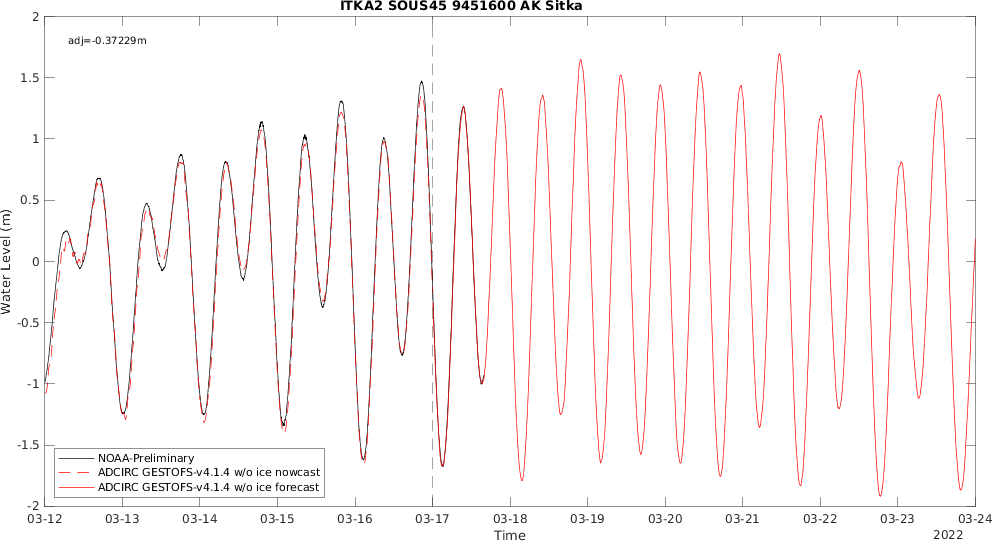 ITKA2 SOUS45 9451600 AK Sitka
adj=-0.37229m
2
1.5
1
0.5
0
-0.5
-1
-1.5
-2
Water Level (m)
NOAA-Preliminary
ADCIRC GESTOFS-v4.1.4 w/o ice nowcast
ADCIRC GESTOFS-v4.1.4 w/o ice forecast
03-12 03-13 03-14 03-15 03-16 03-17 03-18 03-19 03-20 03-21 03-22 03-23 03-24
Time
2022